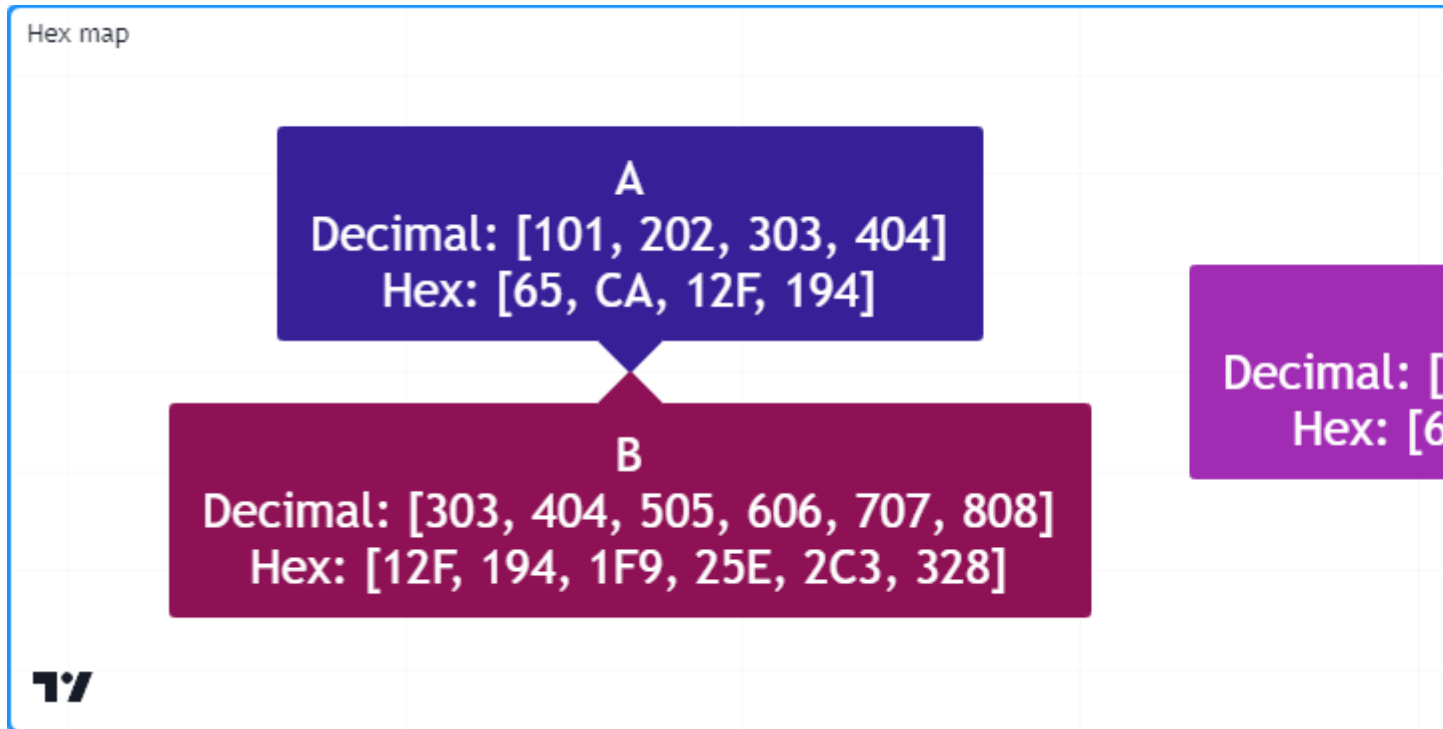 Hex map
A
Decimal: [101, 202, 303, 404]
Hex: [65, CA, 12F, 194]
B
Decimal: [303, 404, 505, 606, 707, 808]
Hex: [12F, 194, 1F9, 25E, 2C3, 328]
Decimal: [
Hex: [6